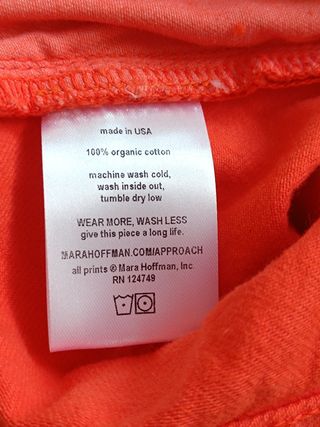 made in USA
100% organic cotton
machine wash cold,
wash inside out,
tumble dry low
WEAR MORE, WASH LESS
give this piece a long life.
MARAHOFFMAN.COM/APPROACH
all prints ® Mara Hoffman, Inc
RN 124749